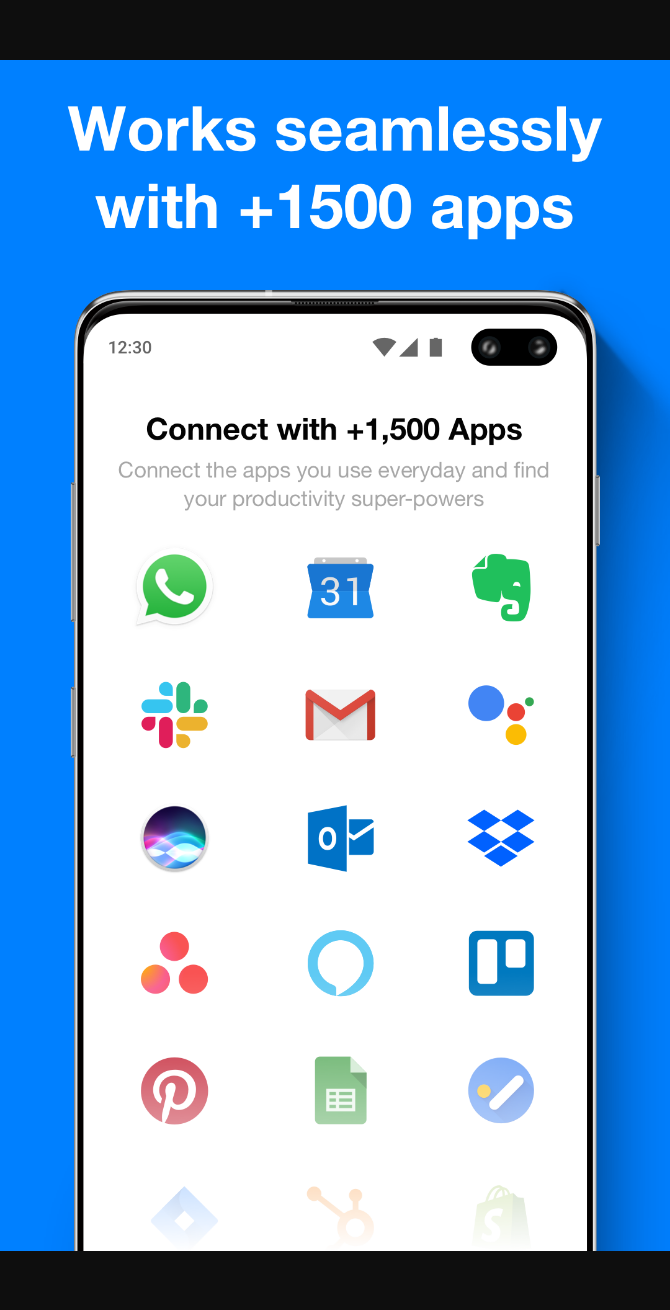 Works seamlessly
with +1500 apps
12:30
Connect with +1,500 Apps
Connect the apps you use everyday and find
your productivity super-powers
31